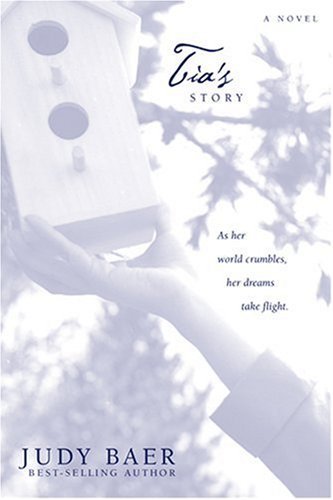 A NOVEL
Tia's
STORY
As her
world crumbles,
her dreams
take flight.
JUDY BAER
BEST-SELLING AUTHOR